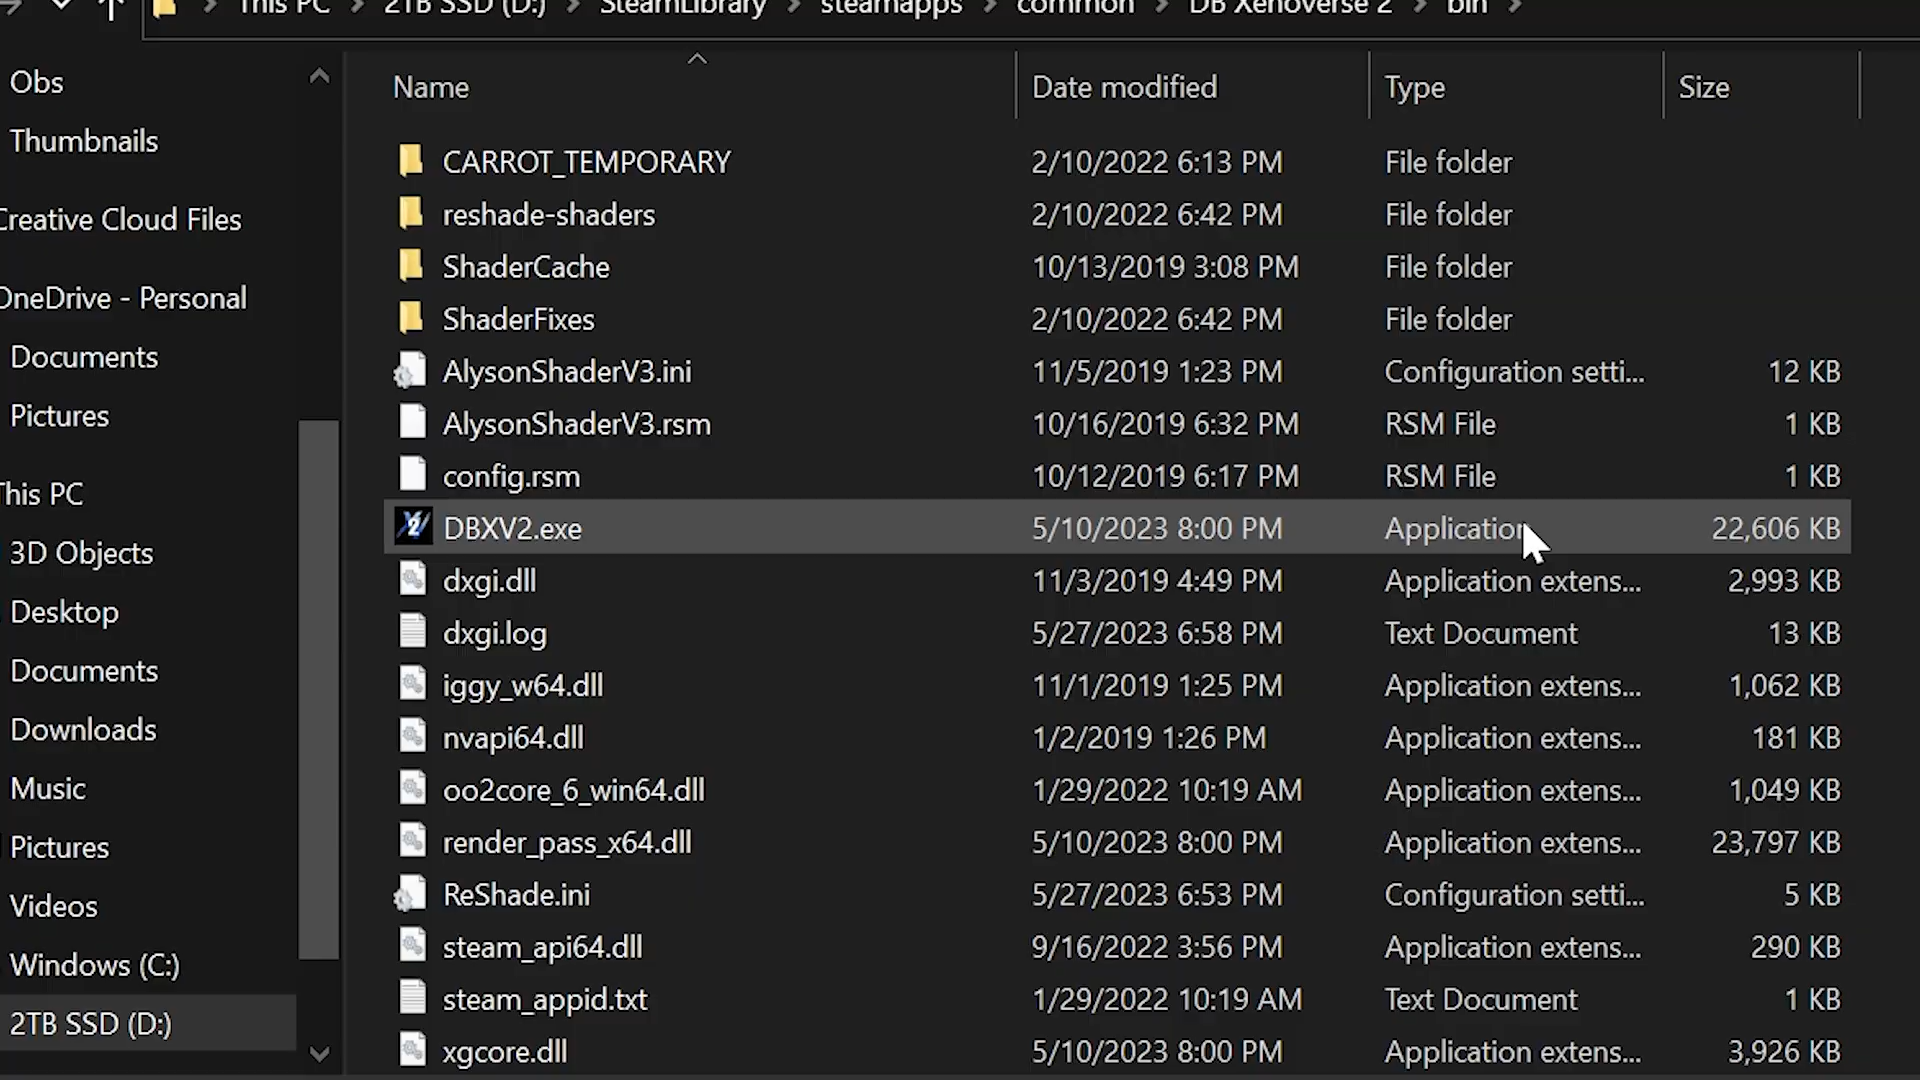 This PC > 2TB SSD (D:) > SteamLibrary > steamapps > common > DB Xenoverse 2 > bin >
Name Date modified Type Size
Obs
Thumbnails
Creative Cloud Files
OneDrive - Personal
Documents
Pictures
This PC
3D Objects
Desktop
Documents
Downloads
Music
Pictures
Videos
Windows (C:)
2TB SSD (D:)
CARROT_TEMPORARY 2/10/2022 6:13 PM File folder
reshade-shaders 2/10/2022 6:42 PM File folder
ShaderCache 10/13/2019 3:08 PM File folder
ShaderFixes 2/10/2022 6:42 PM File folder
AlysonShaderV3.ini 11/5/2019 1:23 PM Configuration setti... 12 KB
AlysonShaderV3.rsm 10/16/2019 6:32 PM RSM File 1 KB
config.rsm 10/12/2019 6:17 PM RSM File 1 KB
DBXV2.exe 5/10/2023 8:00 PM Application 22,606 KB
dxgi.dll 11/3/2019 4:49 PM Application extens... 2,993 KB
dxgi.log 5/27/2023 6:58 PM Text Document 13 KB
iggy_w64.dll 11/1/2019 1:25 PM Application extens... 1,062 KB
nvapi64.dll 1/2/2019 1:26 PM Application extens... 181 KB
oo2core_6_win64.dll 1/29/2022 10:19 AM Application extens... 1,049 KB
render_pass_x64.dll 5/10/2023 8:00 PM Application extens... 23,797 KB
ReShade.ini 5/27/2023 6:53 PM Configuration setti... 5 KB
steam_api64.dll 9/16/2022 3:56 PM Application extens... 290 KB
steam_appid.txt 1/29/2022 10:19 AM Text Document 1 KB
xgcore.dll 5/10/2023 8:00 PM Application extens... 3,926 KB